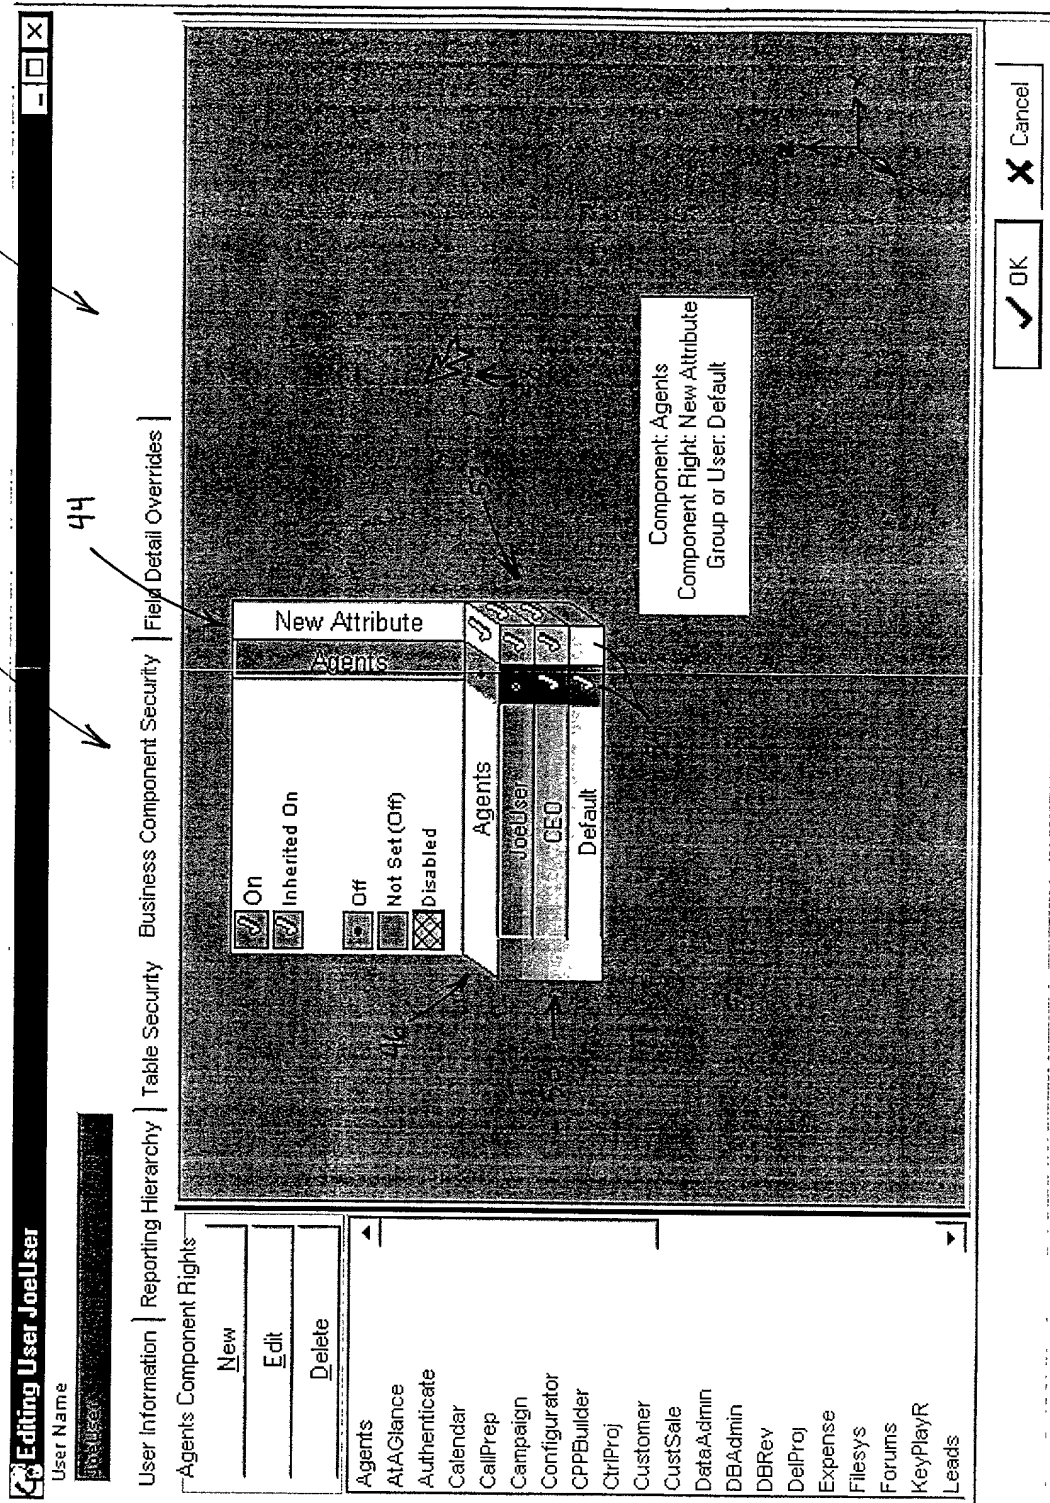 Editing User JoeUser
User Name
JoeUser
User Information
Reporting Hierarchy
Table Security
Business Component Security
Field Detail Overrides
44
Agents Component Rights
New
Edit
Delete
Agents
AtAGlance
Authenticate
Calendar
CallPrep
Campaign
Configurator
CPPBuilder
CtrlProj
Customer
CustSale
DataAdmin
DBAdmin
DBRev
DelProj
Expense
Filesys
Forums
KeyPlayR
Leads
On
Inherited On
Off
Not Set (Off)
Disabled
Agents
New Attribute
46
52
Agents
JoeUser
CEO
Default
Component: Agents
Component Right: New Attribute
Group or User: Default
OK
Cancel